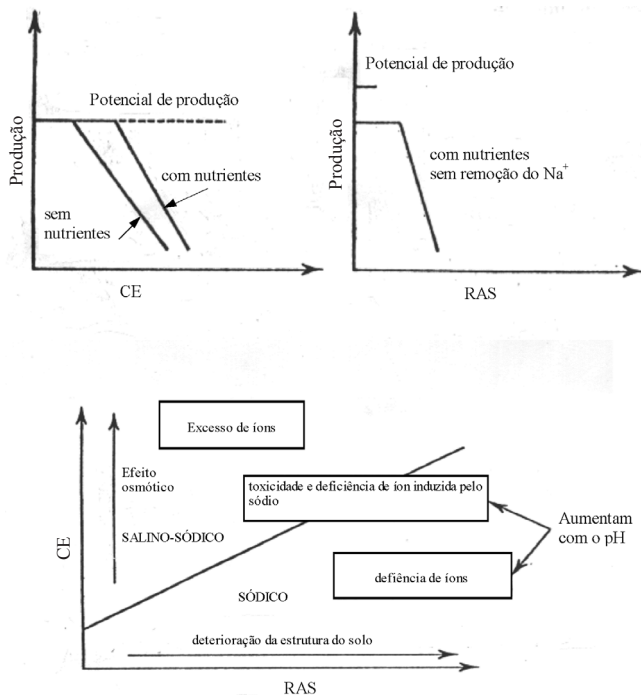 Potencial de produção
Produção
com nutrientes
sem
nutrientes
CE
Potencial de produção
Produção
com nutrientes
sem remoção do Na+
RAS
Excesso de íons
Efeito
osmótico
toxicidade e deficiência de íon induzida pelo
sódio
Aumentam
com o pH
SALINO-SÓDICO
CE
defiência de íons
SÓDICO
deterioração da estrutura do solo
RAS